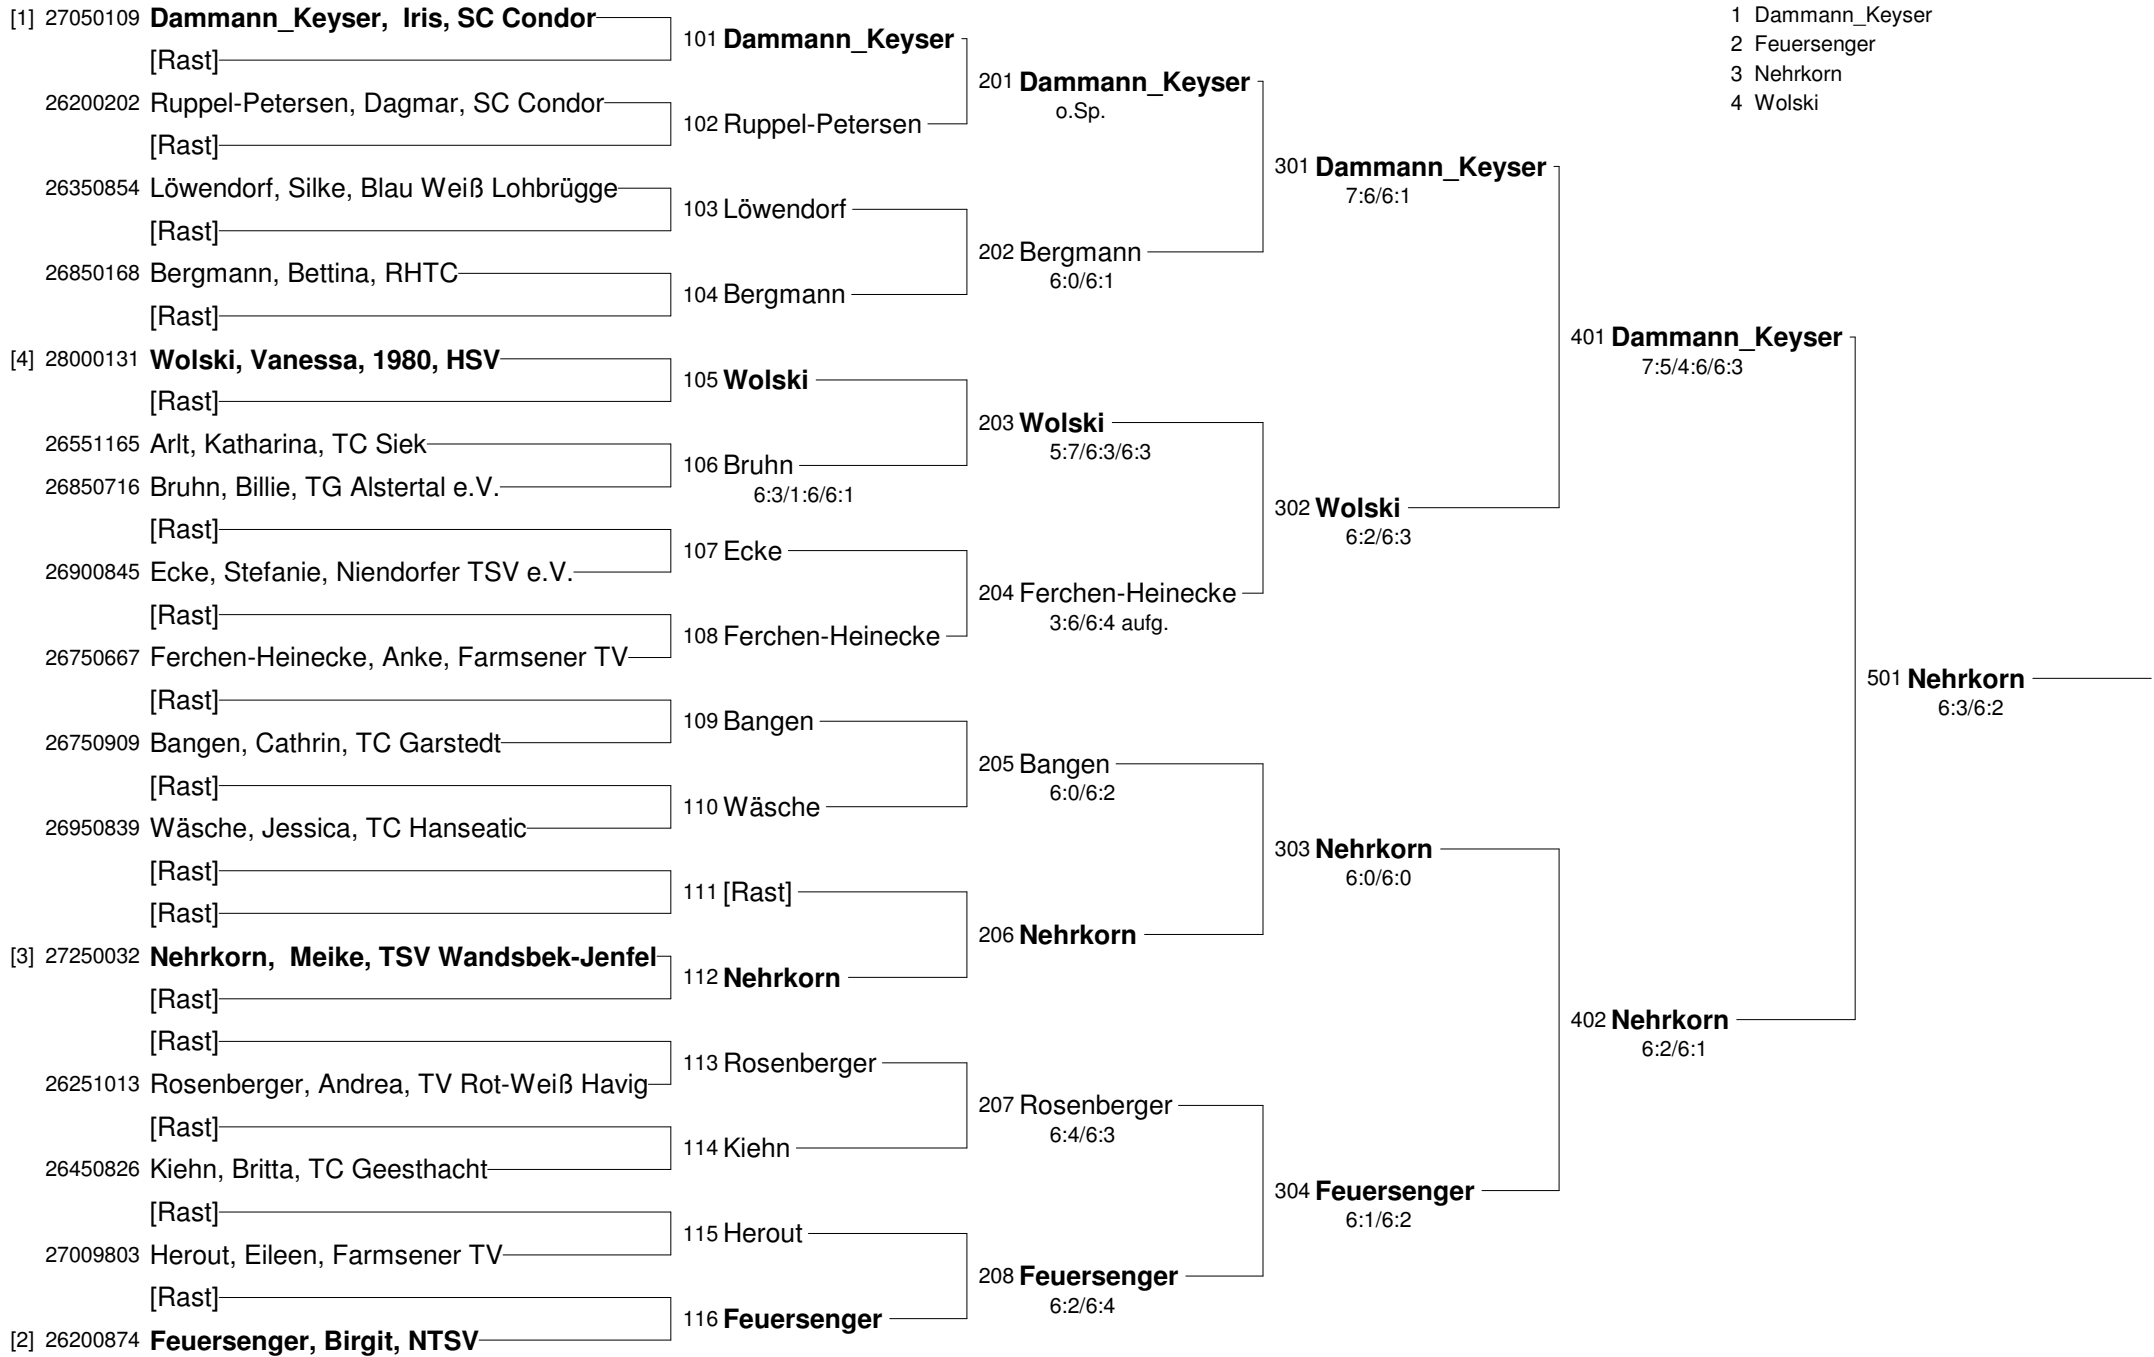 [1] 27050109 Dammann_Keyser, Iris, SC Condor
[Rast]
26200202 Ruppel-Petersen, Dagmar, SC Condor
[Rast]
26350854 Löwendorf, Silke, Blau Weiß Lohbrügge
[Rast]
26850168 Bergmann, Bettina, RHTC
[Rast]
[4] 28000131 Wolski, Vanessa, 1980, HSV
[Rast]
26551165 Arlt, Katharina, TC Siek
26850716 Bruhn, Billie, TG Alstertal e.V.
[Rast]
26900845 Ecke, Stefanie, Niendorfer TSV e.V.
[Rast]
26750667 Ferchen-Heinecke, Anke, Farmsener TV
[Rast]
26750909 Bangen, Cathrin, TC Garstedt
[Rast]
26950839 Wäsche, Jessica, TC Hanseatic
[Rast]
[Rast]
[3] 27250032 Nehrkorn, Meike, TSV Wandsbek-Jenfel
[Rast]
[Rast]
26251013 Rosenberger, Andrea, TV Rot-Weiß Havig
[Rast]
26450826 Kiehn, Britta, TC Geesthacht
[Rast]
27009803 Herout, Eileen, Farmsener TV
[Rast]
[2] 26200874 Feuersenger, Birgit, NTSV
101 Dammann_Keyser
102 Ruppel-Petersen
103 Löwendorf
104 Bergmann
105 Wolski
106 Bruhn
6:3/1:6/6:1
107 Ecke
108 Ferchen-Heinecke
109 Bangen
110 Wäsche
111 [Rast]
112 Nehrkorn
113 Rosenberger
114 Kiehn
115 Herout
116 Feuersenger
201 Dammann_Keyser
o.Sp.
202 Bergmann
6:0/6:1
203 Wolski
5:7/6:3/6:3
204 Ferchen-Heinecke
3:6/6:4 aufg.
205 Bangen
6:0/6:2
206 Nehrkorn
207 Rosenberger
6:4/6:3
208 Feuersenger
6:2/6:4
301 Dammann_Keyser
7:6/6:1
302 Wolski
6:2/6:3
303 Nehrkorn
6:0/6:0
304 Feuersenger
6:1/6:2
401 Dammann_Keyser
7:5/4:6/6:3
402 Nehrkorn
6:2/6:1
501 Nehrkorn
6:3/6:2
1 Dammann_Keyser
2 Feuersenger
3 Nehrkorn
4 Wolski